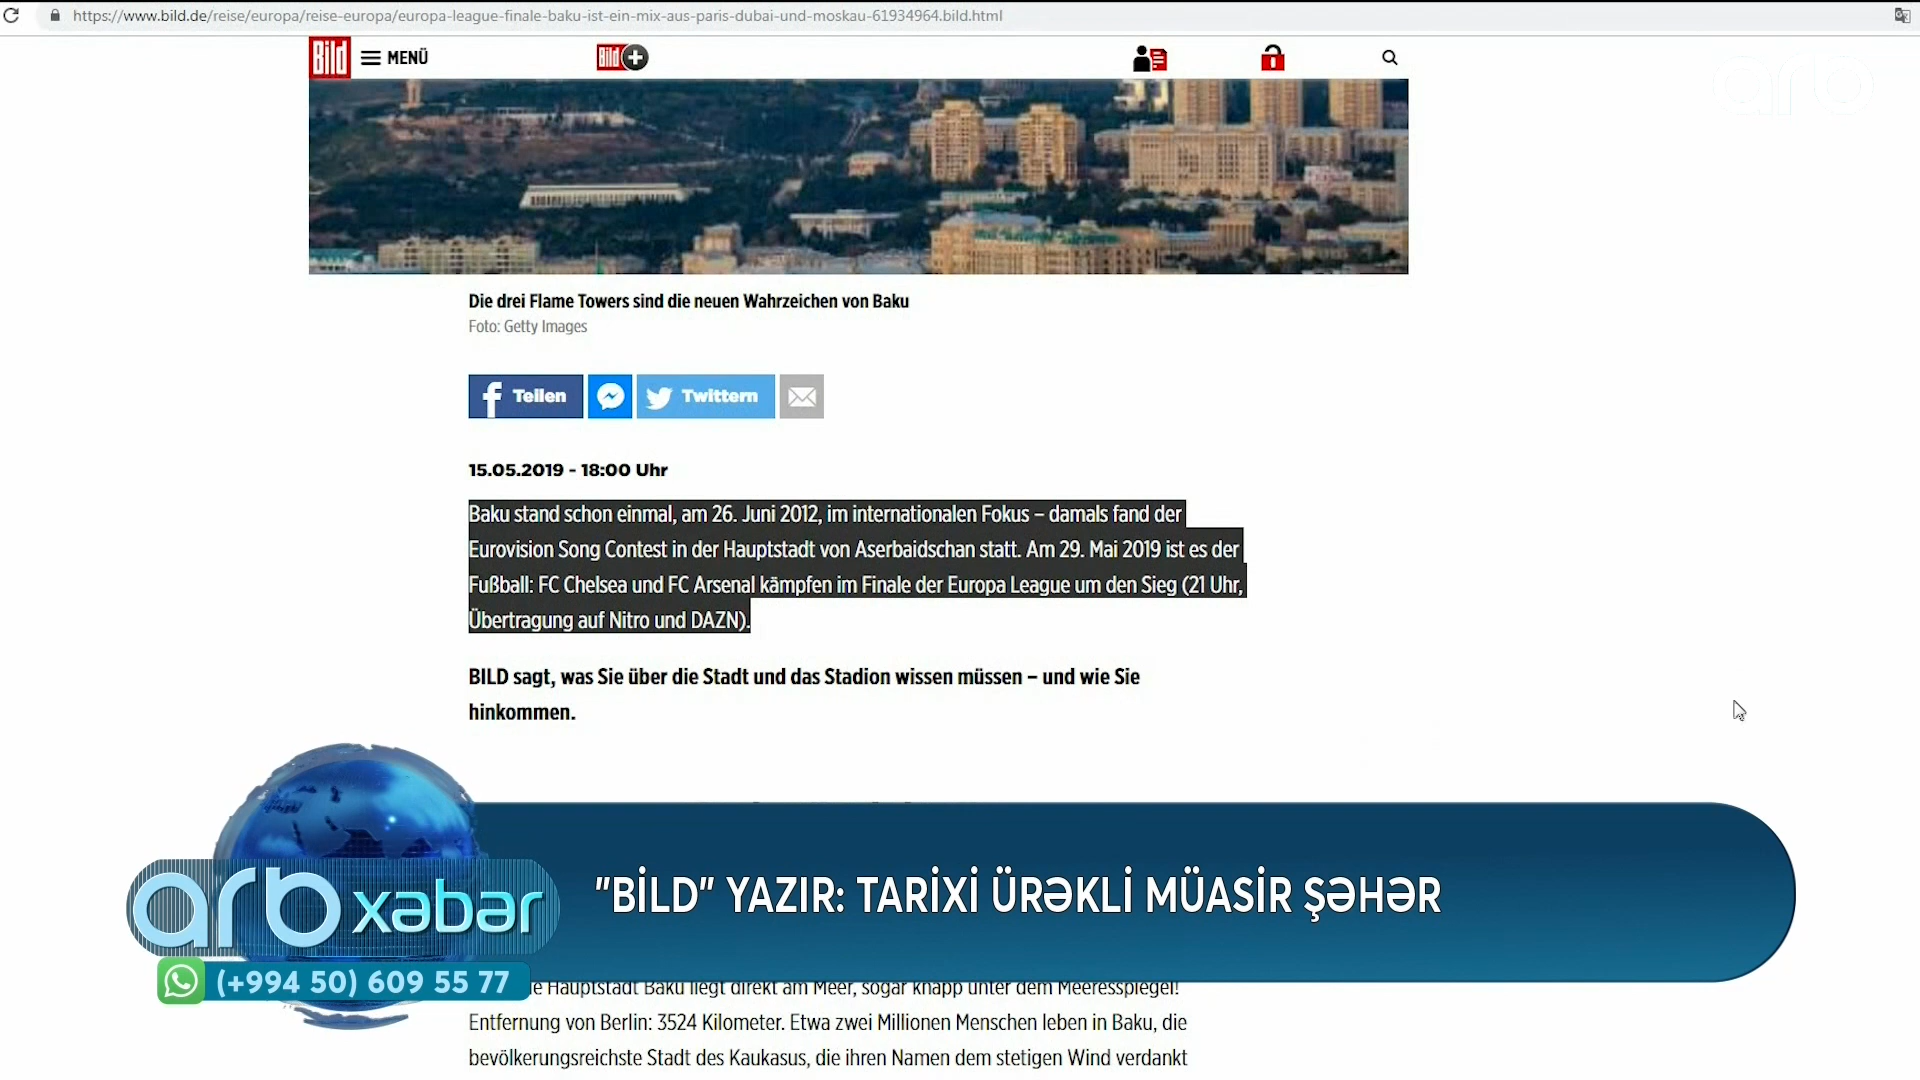 https://www.bild.de/reise/europa/reise-europa/europa-league-finale-baku-ist-ein-mix-aus-paris-dubai-und-moskau-61934964.bild.html
Bild MENÜ Bild+
arb
Die drei Flame Towers sind die neuen Wahrzeichen von Baku
Foto: Getty Images
Teilen Twittern
15.05.2019 - 18:00 Uhr
Baku stand schon einmal, am 26. Juni 2012, im internationalen Fokus – damals fand der
Eurovision Song Contest in der Hauptstadt von Aserbaidschan statt. Am 29. Mai 2019 ist es der
Fußball: FC Chelsea und FC Arsenal kämpfen im Finale der Europa League um den Sieg (21 Uhr,
Übertragung auf Nitro und DAZN).
BILD sagt, was Sie über die Stadt und das Stadion wissen müssen – und wie Sie
hinkommen.
arb xəbər
"BİLD" YAZIR: TARİXİ ÜRƏKLİ MÜASİR ŞƏHƏR
(+994 50) 609 55 77
Hauptstadt Baku liegt direkt am Meer, sogar knapp unter dem Meeresspiegel!
Entfernung von Berlin: 3524 Kilometer. Etwa zwei Millionen Menschen leben in Baku, die
bevölkerungsreichste Stadt des Kaukasus, die ihren Namen dem stetigen Wind verdankt